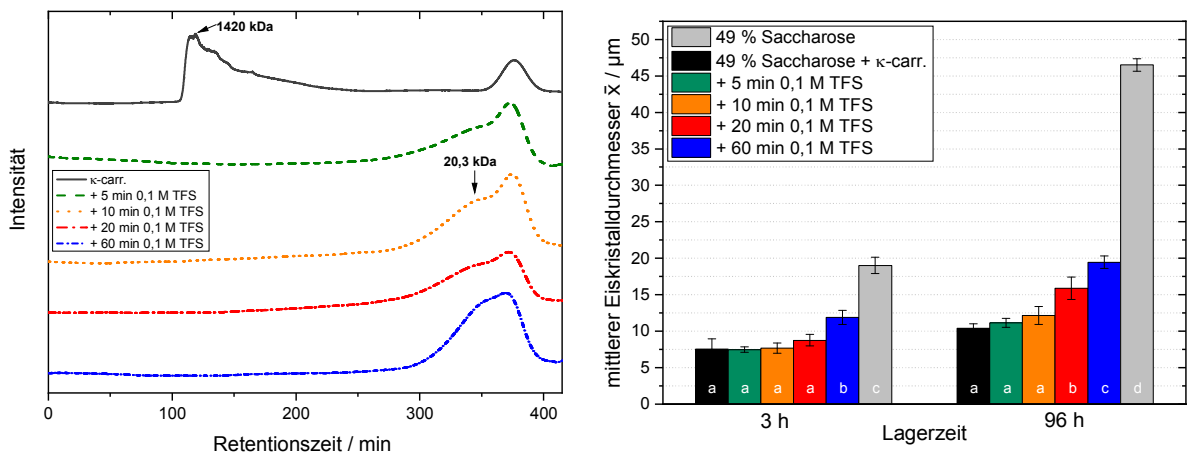 1420 kDa
20,3 kDa
κ-carr.
+ 5 min 0,1 M TFS
+ 10 min 0,1 M TFS
+ 20 min 0,1 M TFS
+ 60 min 0,1 M TFS
Intensität
0 100 200 300 400
Retentionszeit / min
49 % Saccharose
49 % Saccharose + κ-carr.
+ 5 min 0,1 M TFS
+ 10 min 0,1 M TFS
+ 20 min 0,1 M TFS
+ 60 min 0,1 M TFS
mittlerer Eiskristalldurchmesser x̄ / µm
50
45
40
35
30
25
20
15
10
5
0
a a a a b c
a a a b c d
3 h 96 h
Lagerzeit